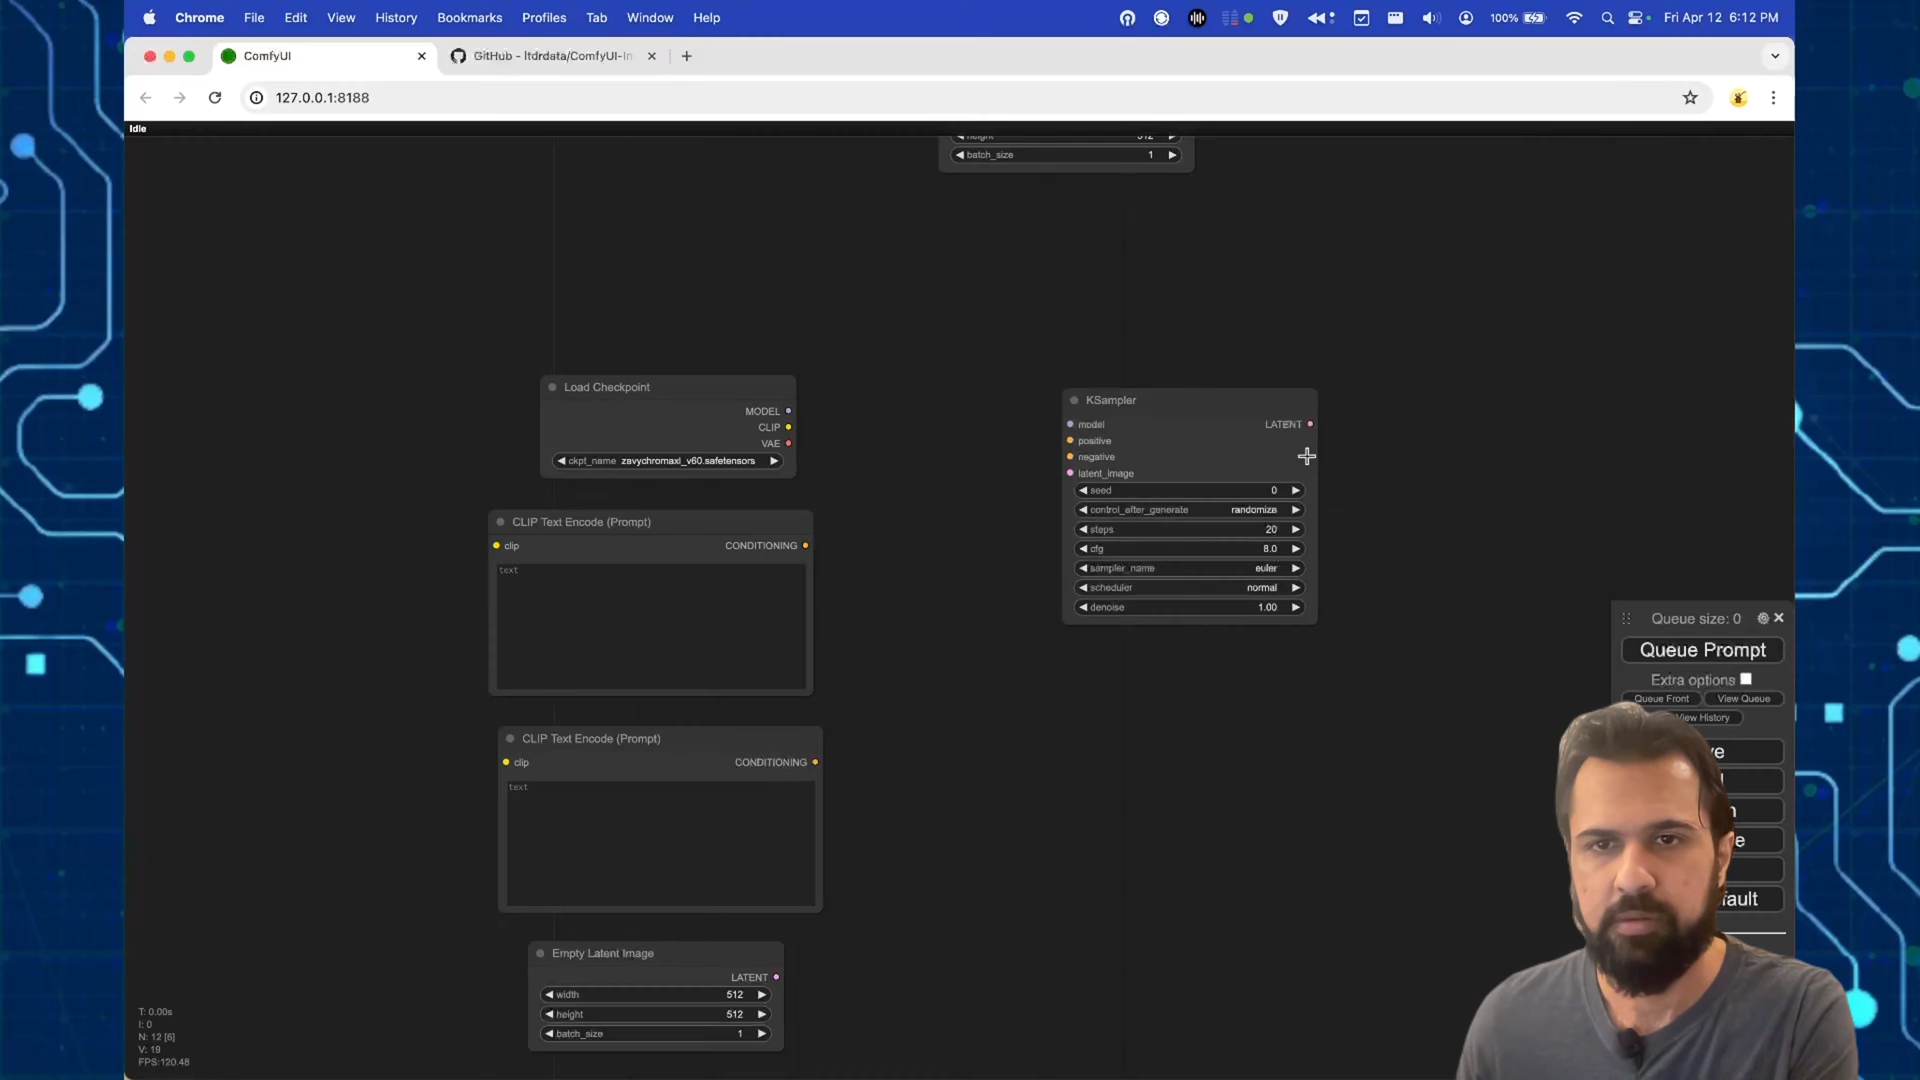 Chrome File Edit View History Bookmarks Profiles Tab Window Help 100% Fri Apr 12 6:12 PM
ComfyUI GitHub - ltdrdata/ComfyUI-In
127.0.0.1:8188
Idle
height 512
batch_size 1
Load Checkpoint
MODEL
CLIP
VAE
ckpt_name zavychromaxl_v60.safetensors
KSampler
model LATENT
positive
negative
latent_image
seed 0
control_after_generate randomize
steps 20
cfg 8.0
sampler_name euler
scheduler normal
denoise 1.00
CLIP Text Encode (Prompt)
clip CONDITIONING
text
CLIP Text Encode (Prompt)
clip CONDITIONING
text
Empty Latent Image
LATENT
width 512
height 512
batch_size 1
Queue size: 0
Queue Prompt
Extra options
Queue Front View Queue
View History
T: 0.00s
I: 0
N: 12 [6]
V: 19
FPS:120.48